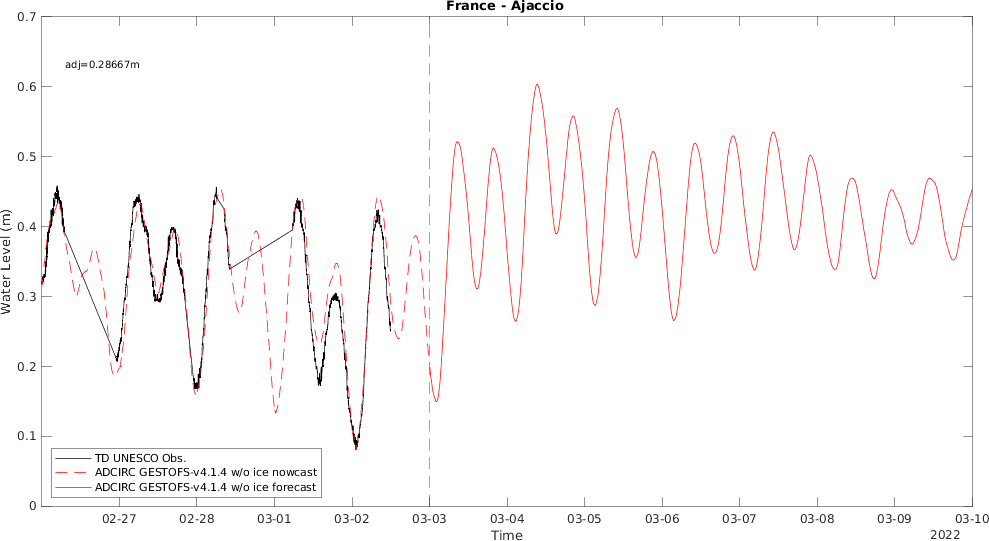 France - Ajaccio
adj=0.28667m
Water Level (m)
0.7
0.6
0.5
0.4
0.3
0.2
0.1
0
TD UNESCO Obs.
ADCIRC GESTOFS-v4.1.4 w/o ice nowcast
ADCIRC GESTOFS-v4.1.4 w/o ice forecast
02-27 02-28 03-01 03-02 03-03 03-04 03-05 03-06 03-07 03-08 03-09 03-10
Time
2022